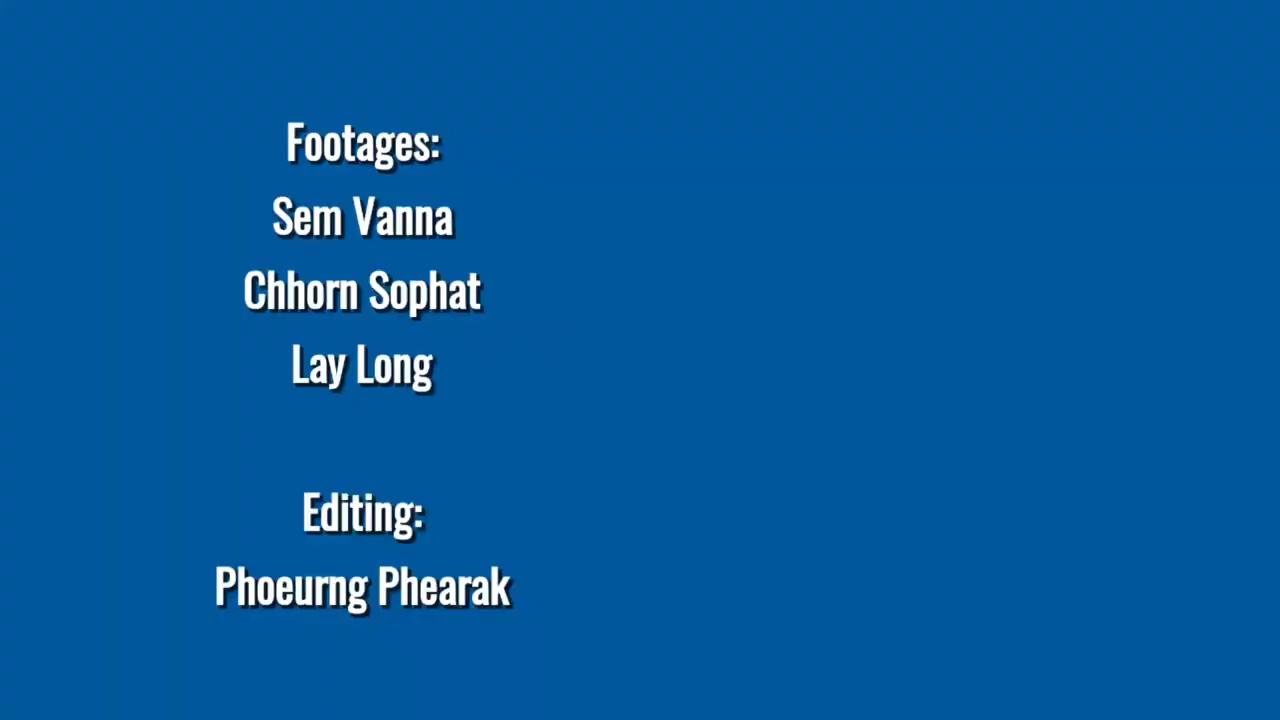 Footages:
Sem Vanna
Chhorn Sophat
Lay Long
Editing:
Phoeurng Phearak